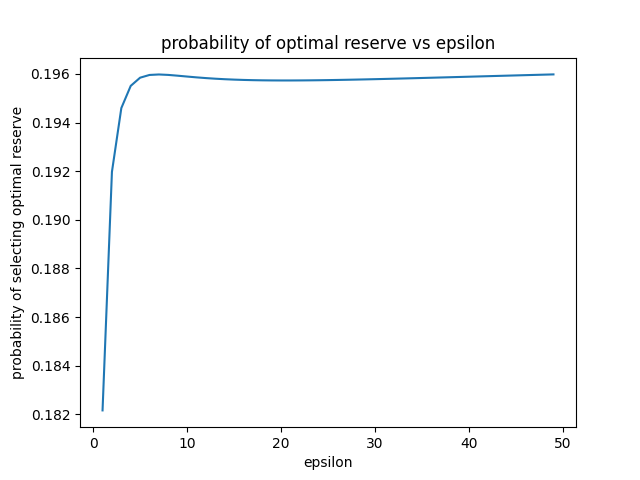 probability of optimal reserve vs epsilon
probability of selecting optimal reserve
0.196
0.194
0.192
0.190
0.188
0.186
0.184
0.182
0 10 20 30 40 50
epsilon